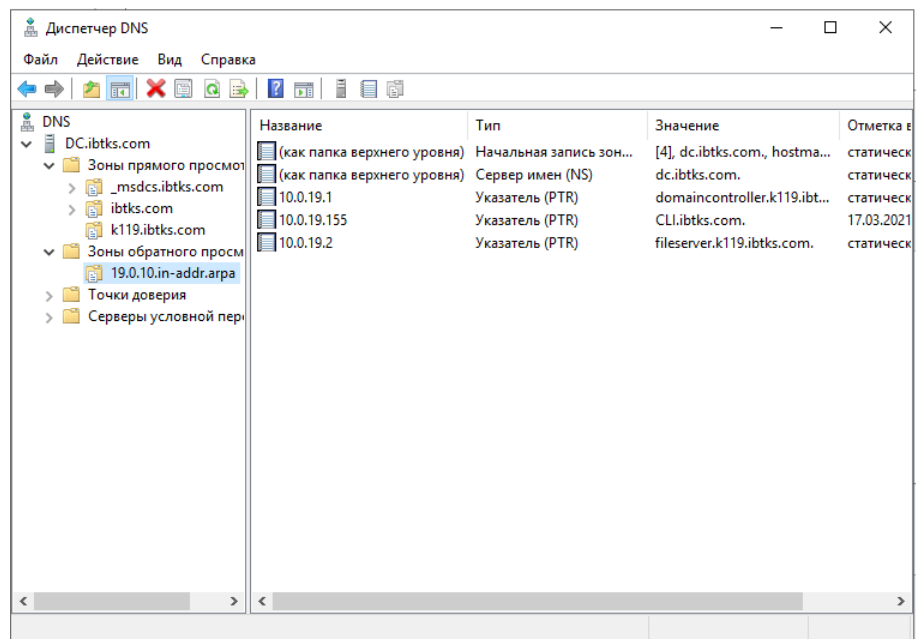 Диспетчер DNS
Файл Действие Вид Справка
DNS
DC.ibtks.com
Зоны прямого просмот
_msdcs.ibtks.com
ibtks.com
k119.ibtks.com
Зоны обратного просм
19.0.10.in-addr.arpa
Точки доверия
Серверы условной пер
Название Тип Значение Отметка в
(как папка верхнего уровня) Начальная запись зон... [4], dc.ibtks.com., hostma... статическ
(как папка верхнего уровня) Сервер имен (NS) dc.ibtks.com. статическ
10.0.19.1 Указатель (PTR) domaincontroller.k119.ibt... статическ
10.0.19.155 Указатель (PTR) CLI.ibtks.com. 17.03.2021
10.0.19.2 Указатель (PTR) fileserver.k119.ibtks.com. статическ